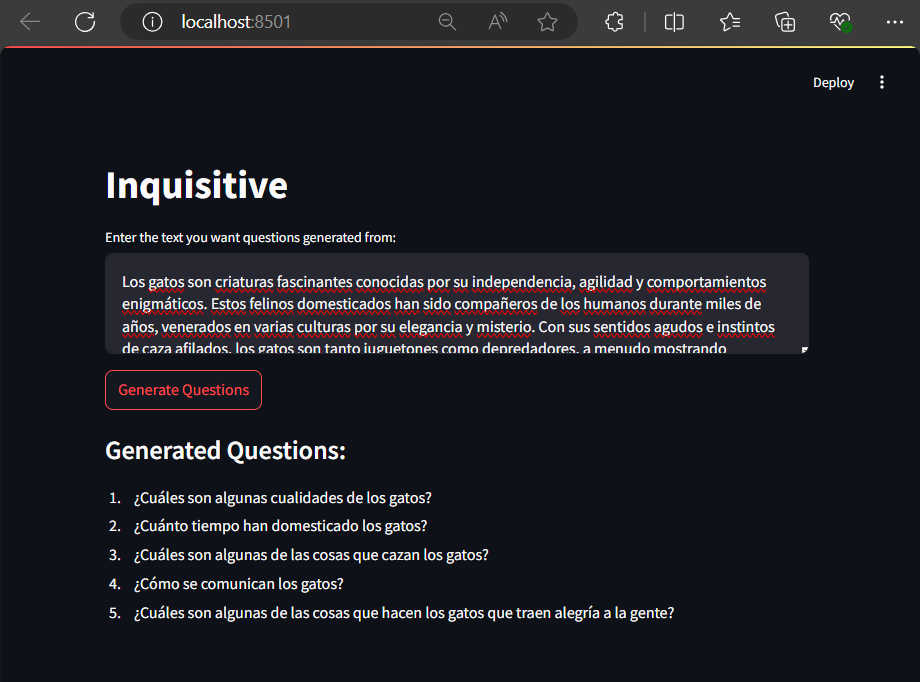 localhost:8501
Deploy
Inquisitive
Enter the text you want questions generated from:
Los gatos son criaturas fascinantes conocidas por su independencia, agilidad y comportamientos
enigmáticos. Estos felinos domesticados han sido compañeros de los humanos durante miles de
años, venerados en varias culturas por su elegancia y misterio. Con sus sentidos agudos e instintos
de caza afilados, los gatos son tanto juguetones como depredadores, a menudo mostrando
Generate Questions
Generated Questions:
1. ¿Cuáles son algunas cualidades de los gatos?
2. ¿Cuánto tiempo han domesticado los gatos?
3. ¿Cuáles son algunas de las cosas que cazan los gatos?
4. ¿Cómo se comunican los gatos?
5. ¿Cuáles son algunas de las cosas que hacen los gatos que traen alegría a la gente?